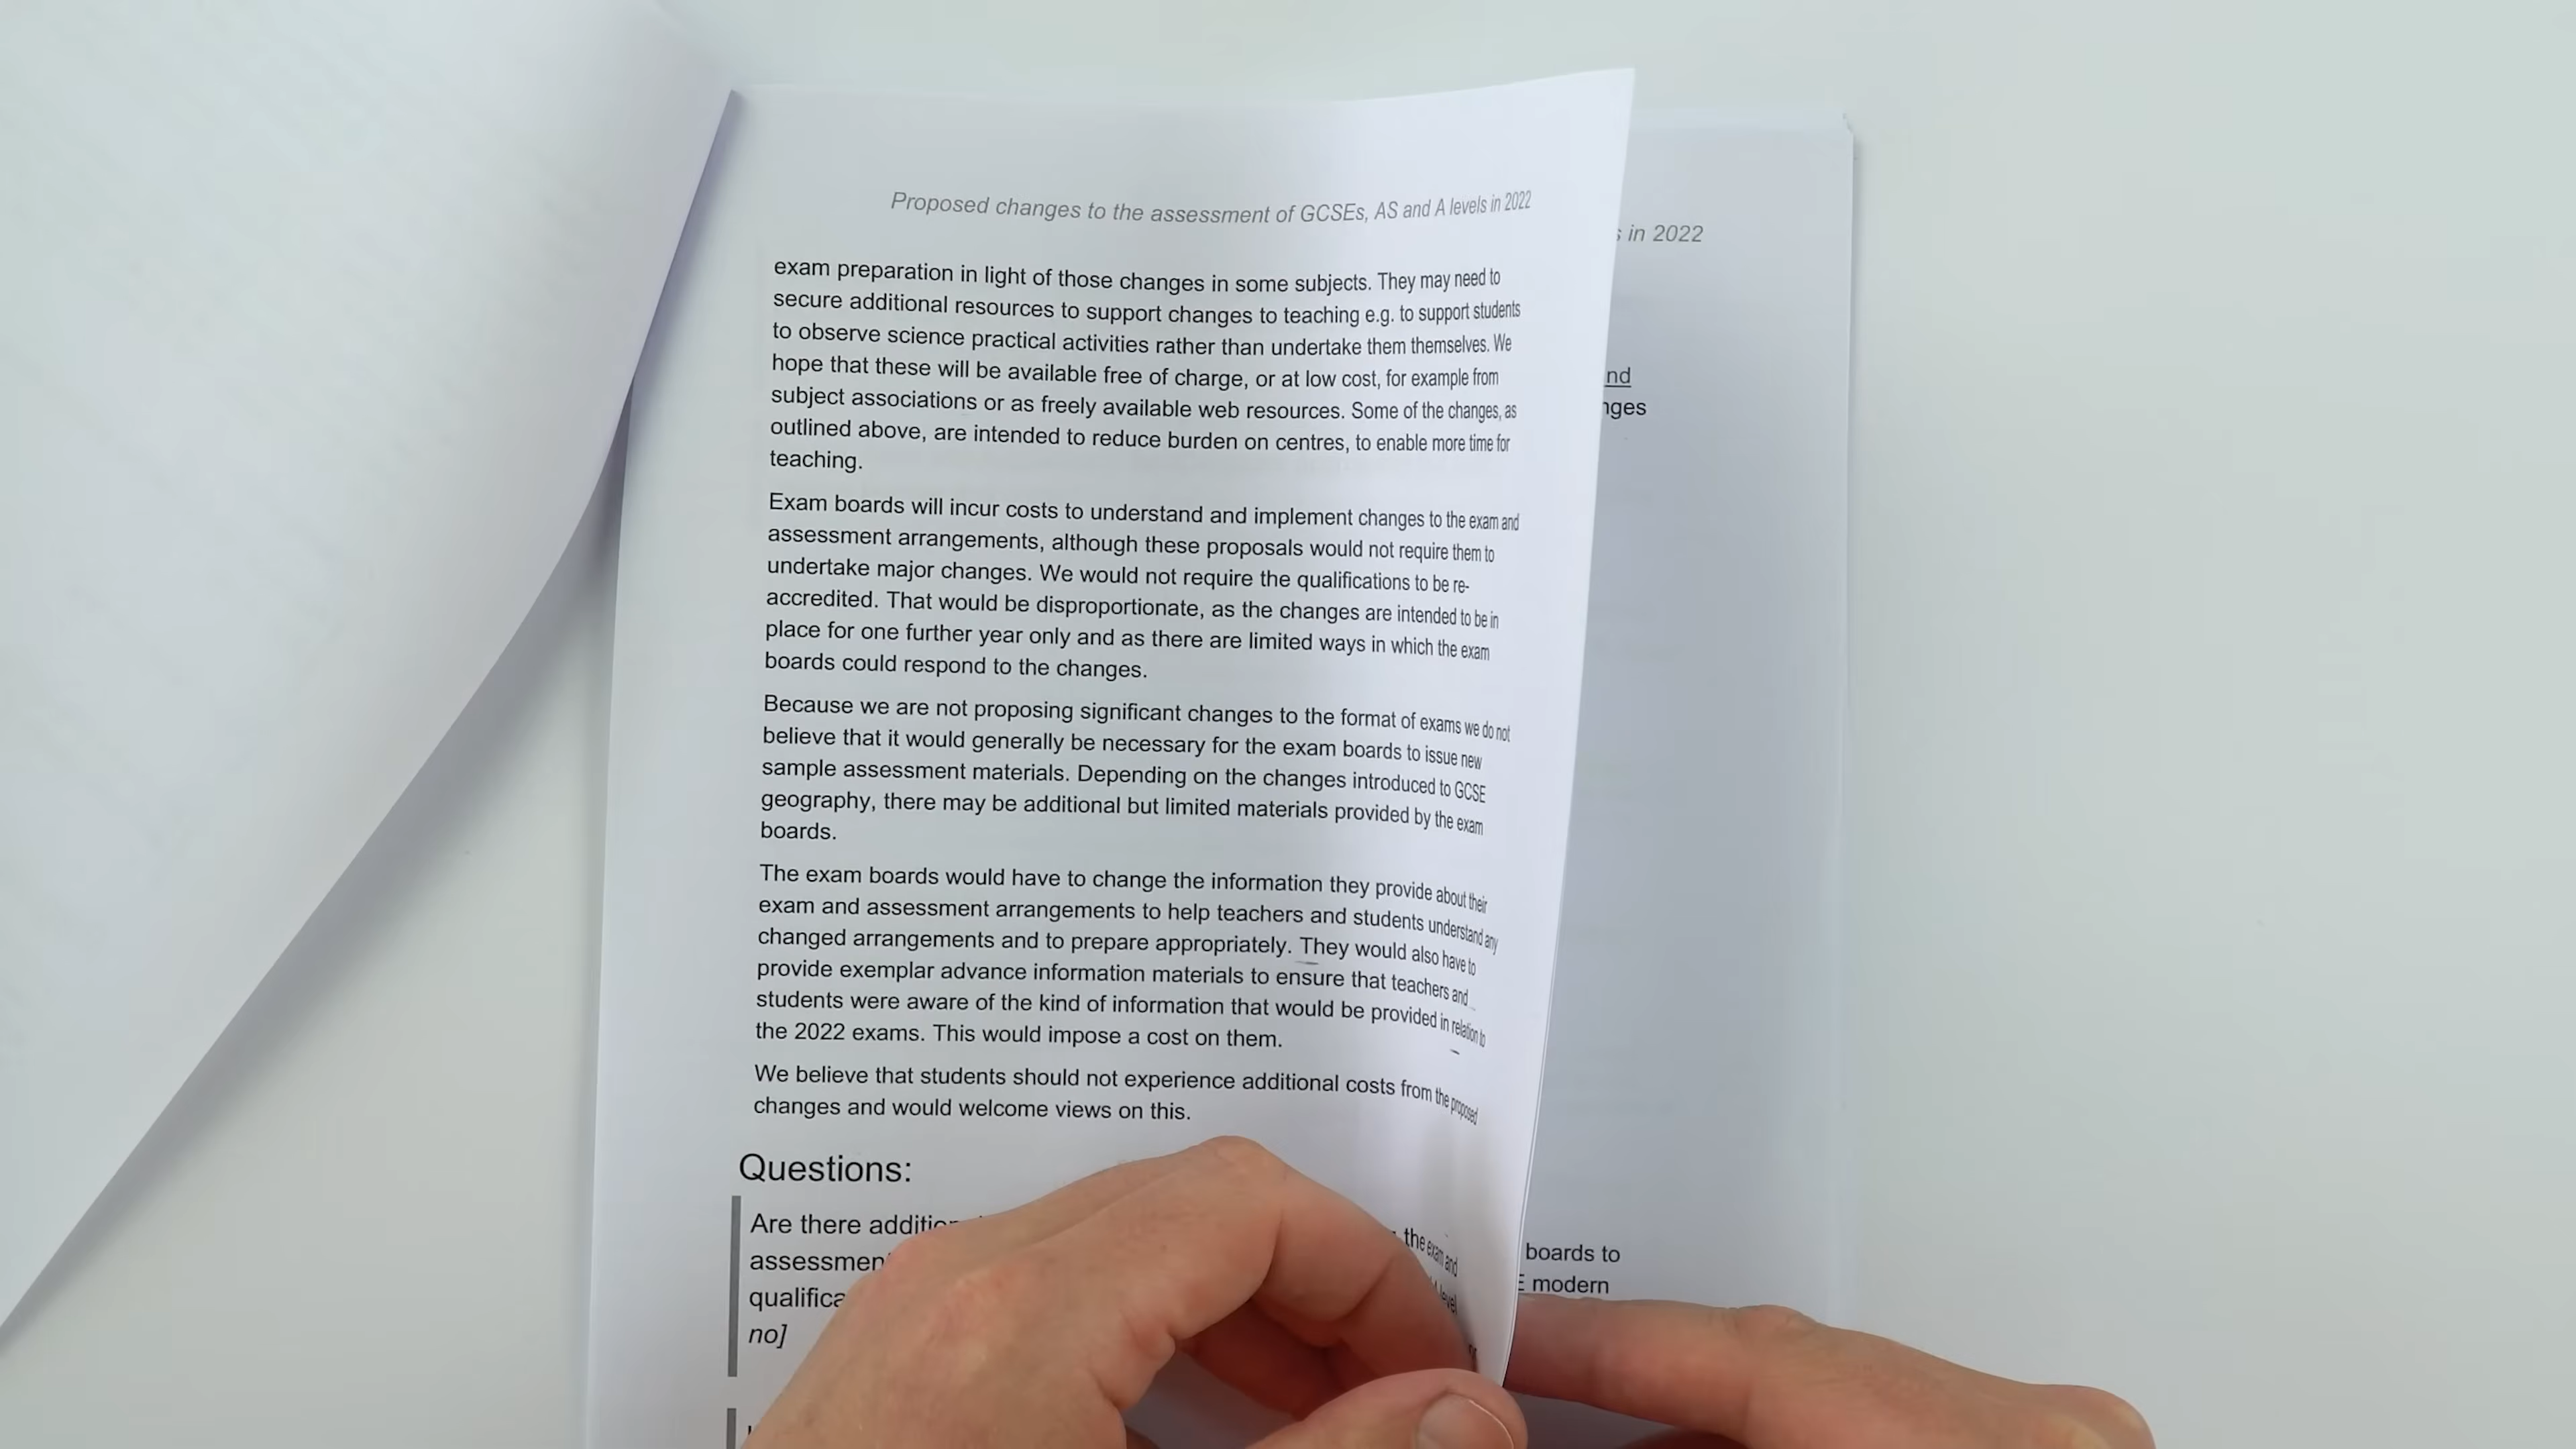 Proposed changes to the assessment of GCSEs, AS and A levels in 2022
exam preparation in light of those changes in some subjects. They may need to
secure additional resources to support changes to teaching e.g. to support students
to observe science practical activities rather than undertake them themselves. We
hope that these will be available free of charge, or at low cost, for example from
subject associations or as freely available web resources. Some of the changes, as
outlined above, are intended to reduce burden on centres, to enable more time for
teaching.
Exam boards will incur costs to understand and implement changes to the exam and
assessment arrangements, although these proposals would not require them to
undertake major changes. We would not require the qualifications to be re-
accredited. That would be disproportionate, as the changes are intended to be in
place for one further year only and as there are limited ways in which the exam
boards could respond to the changes.
Because we are not proposing significant changes to the format of exams we do not
believe that it would generally be necessary for the exam boards to issue new
sample assessment materials. Depending on the changes introduced to GCSE
geography, there may be additional but limited materials provided by the exam
boards.
The exam boards would have to change the information they provide about their
exam and assessment arrangements to help teachers and students understand any
changed arrangements and to prepare appropriately. They would also have to
provide exemplar advance information materials to ensure that teachers and
students were aware of the kind of information that would be provided in relation to
the 2022 exams. This would impose a cost on them.
We believe that students should not experience additional costs from the proposed
changes and would welcome views on this.
Questions:
Are there the exam and
level
no]
in 2022
boards to
modern